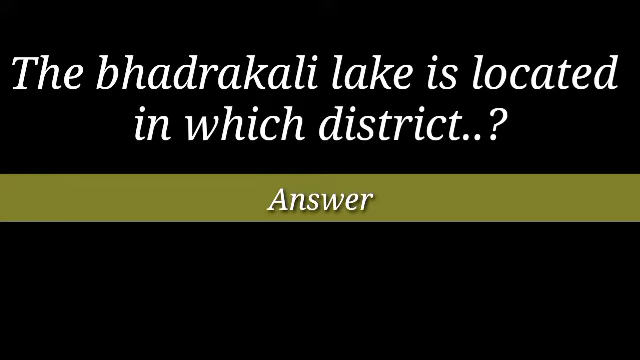 The bhadrakali lake is located
in which district..?
Answer